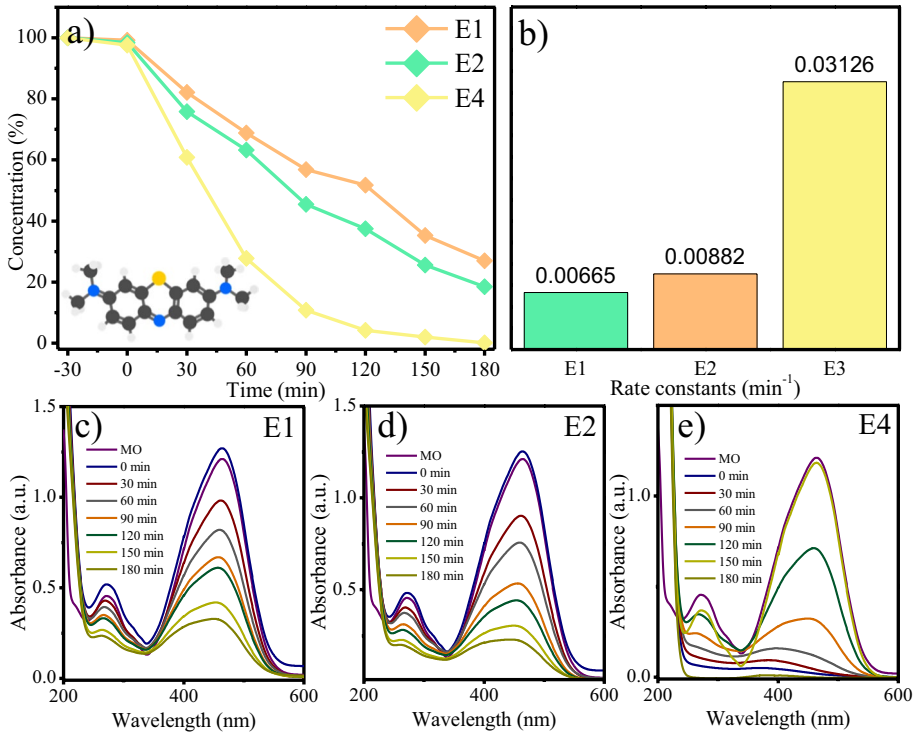 a)
E1
E2
E4
100
80
60
40
20
0
Concentration (%)
-30 0 30 60 90 120 150 180
Time (min)
b)
0.00665
0.00882
0.03126
E1 E2 E3
Rate constants (min⁻¹)
c)
E1
MO
0 min
30 min
60 min
90 min
120 min
150 min
180 min
1.5
1.0
0.5
0.0
Absorbance (a.u.)
200 400 600
Wavelength (nm)
d)
E2
MO
0 min
30 min
60 min
90 min
120 min
150 min
180 min
1.5
1.0
0.5
0.0
Absorbance (a.u.)
200 400 600
Wavelength (nm)
e)
E4
MO
0 min
30 min
60 min
90 min
120 min
150 min
180 min
1.0
0.0
Absorbance (a.u.)
200 400 600
Wavelength (nm)